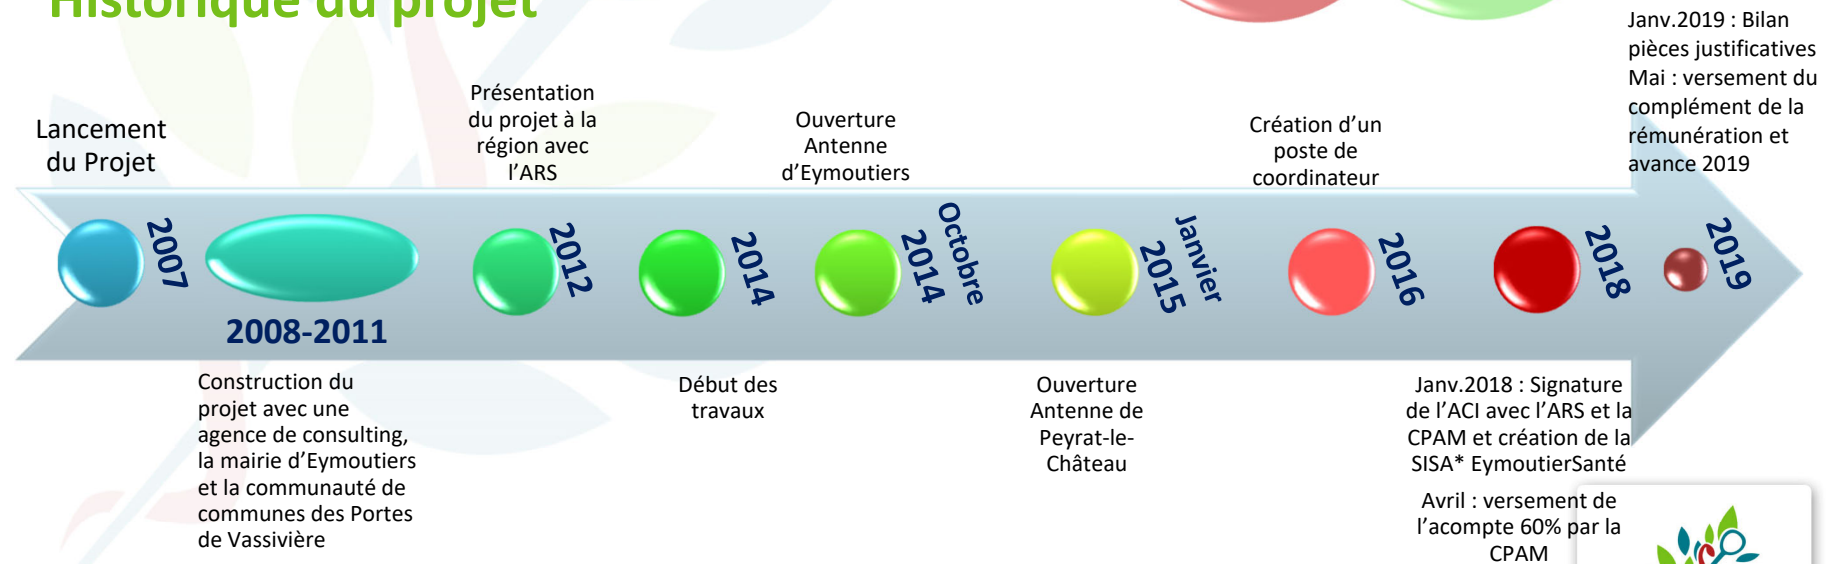 Historique du projet
Lancement
du Projet
2007
2008-2011
Construction du
projet avec une
agence de consulting,
la mairie d’Eymoutiers
et la communauté de
communes des Portes
de Vassivière
Présentation
du projet à la
région avec
l’ARS
2012
2014
Début des
travaux
Ouverture
Antenne
d’Eymoutiers
Octobre
2014
Janvier
2015
Ouverture
Antenne de
Peyrat-le-
Château
Création d’un
poste de
coordinateur
2016
2018
Janv.2018 : Signature
de l’ACI avec l’ARS et la
CPAM et création de la
SISA* EymoutierSanté
Avril : versement de
l’acompte 60% par la
CPAM
Janv.2019 : Bilan
pièces justificatives
Mai : versement du
complément de la
rémunération et
avance 2019
2019